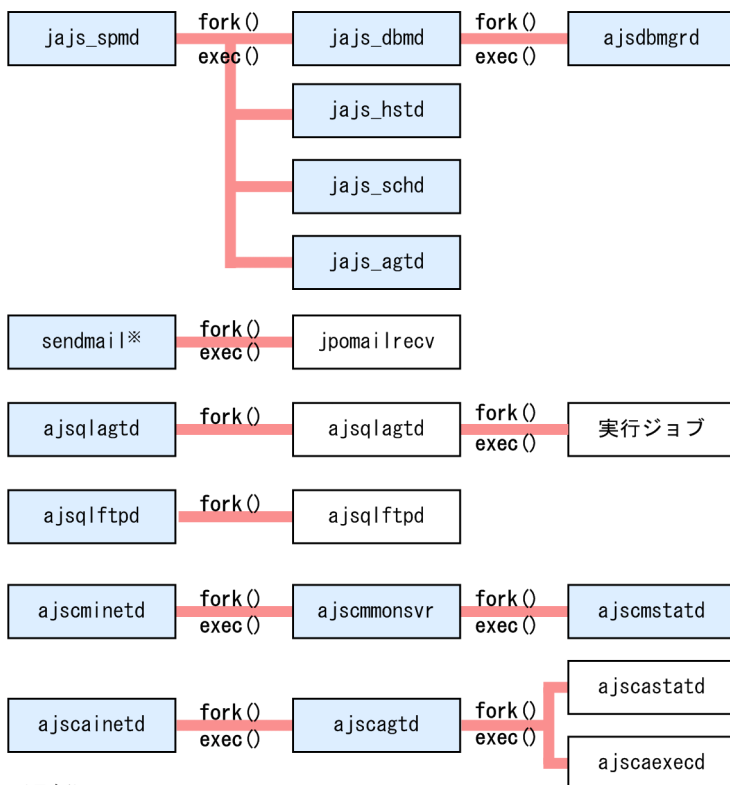 jajs_spmd fork() exec() jajs_dbmd fork() exec() ajsdbmgrd
jajs_hstd
jajs_schd
jajs_agtd
sendmail※ fork() exec() jpomailrecv
ajsqlagtd fork() ajsqlagtd fork() exec() 実行ジョブ
ajsqlftpd fork() ajsqlftpd
ajscminetd fork() exec() ajscmmonsvr fork() exec() ajscmstatd
ajscastatd
ajscainetd fork() exec() ajscagtd fork() exec()
ajscaexecd